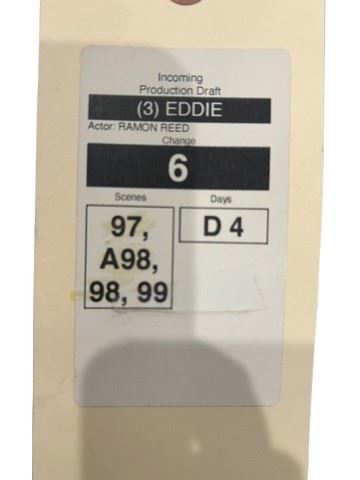 Incoming
Production Draft
(3) EDDIE
Actor: RAMON REED
Change
6
Scenes Days
97, D 4
A98,
98, 99